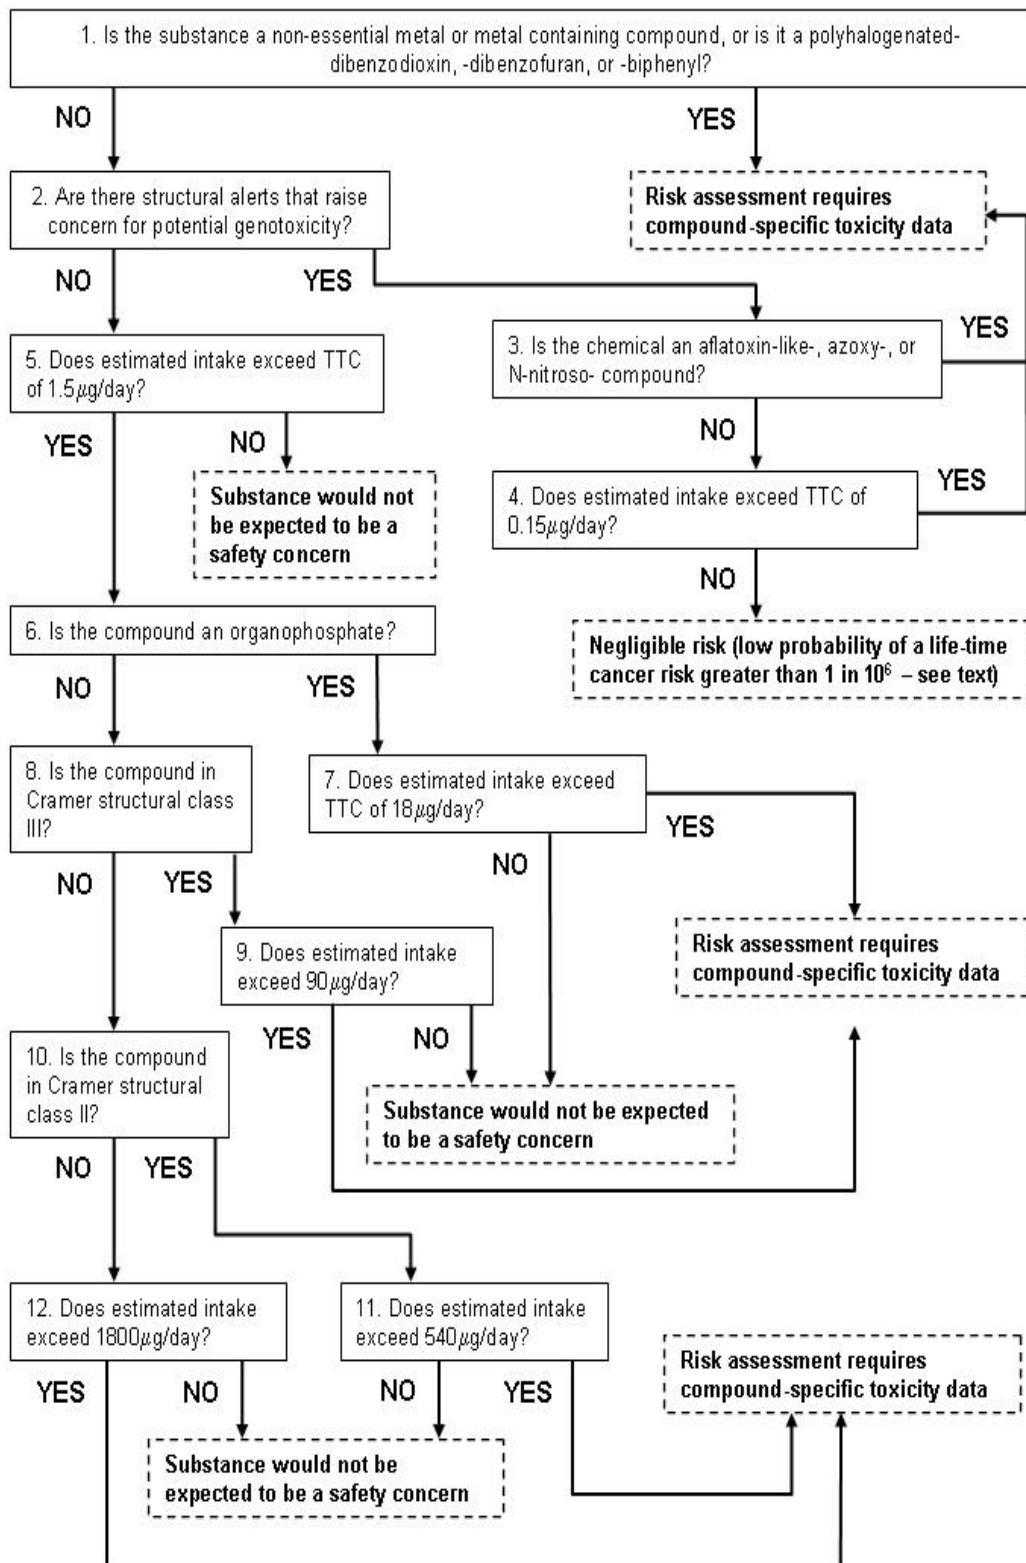 1. Is the substance a non-essential metal or metal containing compound, or is it a polyhalogenated-
dibenzodioxin, -dibenzofuran, or -biphenyl?
NO
YES
2. Are there structural alerts that raise
concern for potential genotoxicity?
Risk assessment requires
compound-specific toxicity data
NO
YES
5. Does estimated intake exceed TTC
of 1.5µg/day?
3. Is the chemical an aflatoxin-like-, azoxy-, or
N-nitroso- compound?
YES
YES
NO
NO
Substance would not
be expected to be a
safety concern
4. Does estimated intake exceed TTC of
0.15µg/day?
YES
NO
6. Is the compound an organophosphate?
Negligible risk (low probability of a life-time
cancer risk greater than 1 in 10⁶ – see text)
NO
YES
8. Is the compound in
Cramer structural class
III?
7. Does estimated intake exceed
TTC of 18µg/day?
YES
NO
NO
YES
9. Does estimated intake
exceed 90µg/day?
Risk assessment requires
compound-specific toxicity data
YES
NO
10. Is the compound
in Cramer structural
class II?
Substance would not be expected
to be a safety concern
NO
YES
12. Does estimated intake
exceed 1800µg/day?
11. Does estimated intake
exceed 540µg/day?
Risk assessment requires
compound-specific toxicity data
YES
NO
NO
YES
Substance would not be
expected to be a safety concern